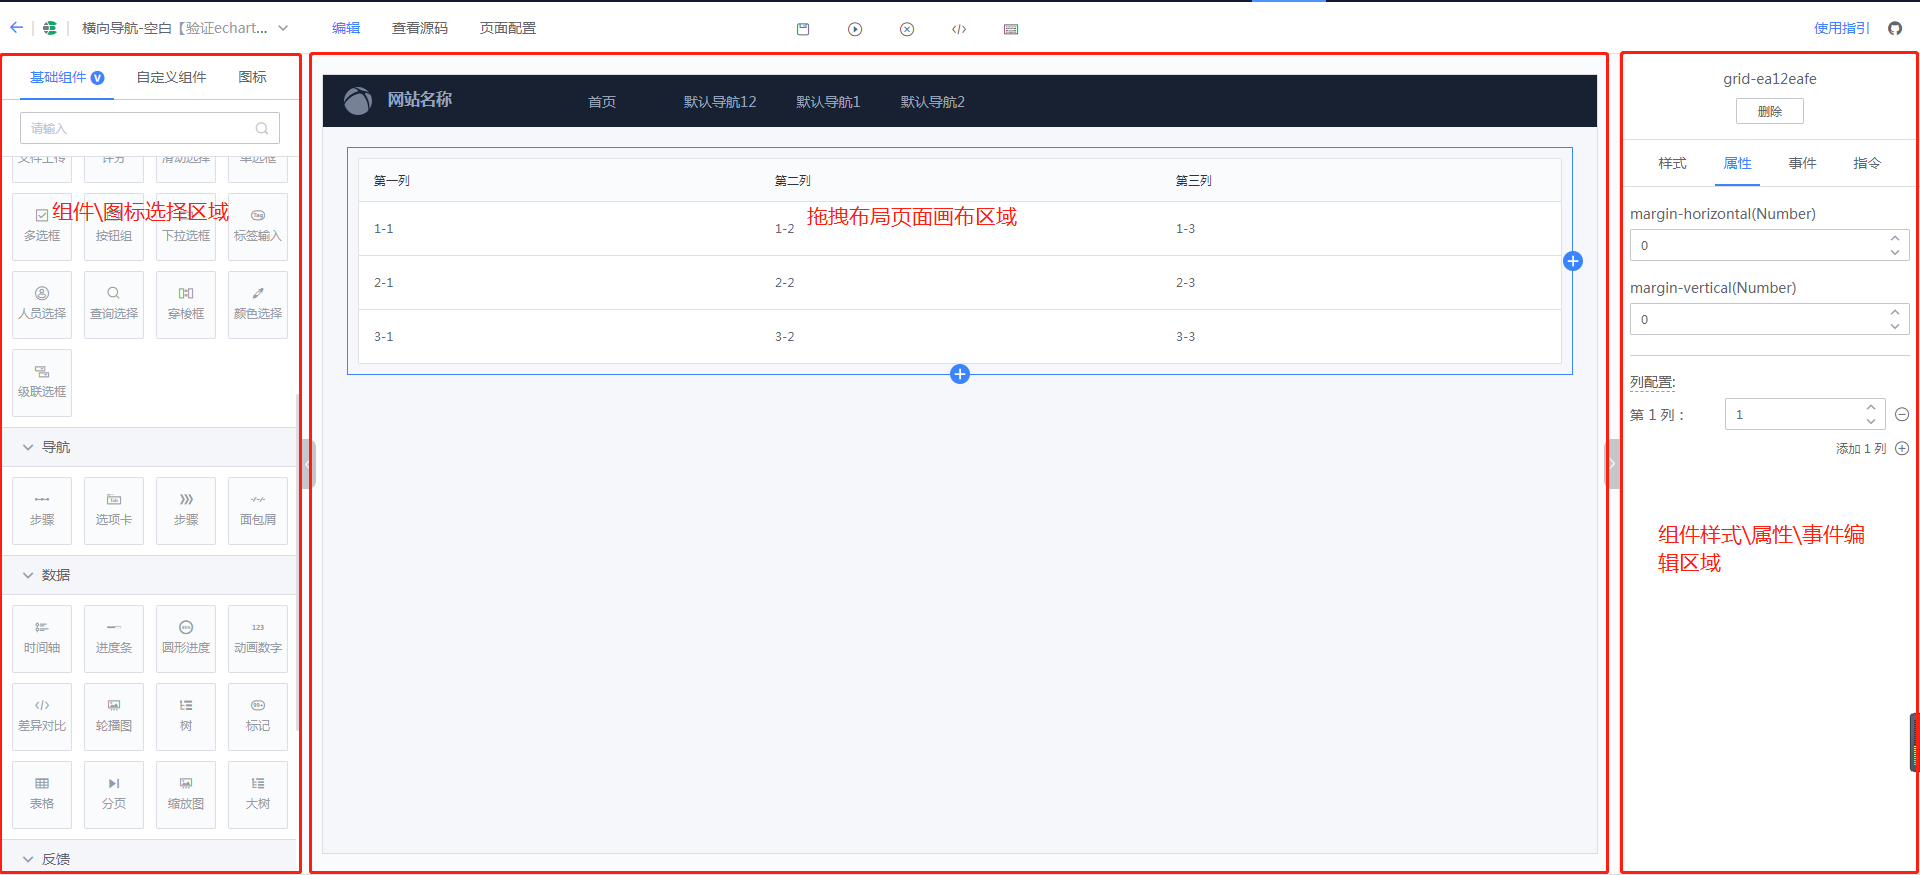 横向导航-空白【验证echart...
编辑
查看源码
页面配置
使用指引
基础组件 V
自定义组件
图标
请输入
文件上传
评分
滑动选择
单选框
组件\图标选择区域
Tag
多选框
按钮组
下拉选框
标签输入
人员选择
查询选择
穿梭框
颜色选择
级联选框
导航
Tab
步骤
选项卡
步骤
面包屑
数据
123
时间轴
进度条
圆形进度
动画数字
99+
差异对比
轮播图
树
标记
表格
分页
缩放图
大树
反馈
网站名称
首页
默认导航12
默认导航1
默认导航2
第一列
第二列
第三列
拖拽布局页面画布区域
1-1
1-2
1-3
2-1
2-2
2-3
3-1
3-2
3-3
grid-ea12eafe
删除
样式
属性
事件
指令
margin-horizontal(Number)
0
margin-vertical(Number)
0
列配置:
第 1 列：
1
添加 1 列
组件样式\属性\事件编
辑区域